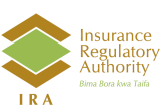 Insurance
Regulatory
Authority
Bima Bora kwa Taifa
IRA